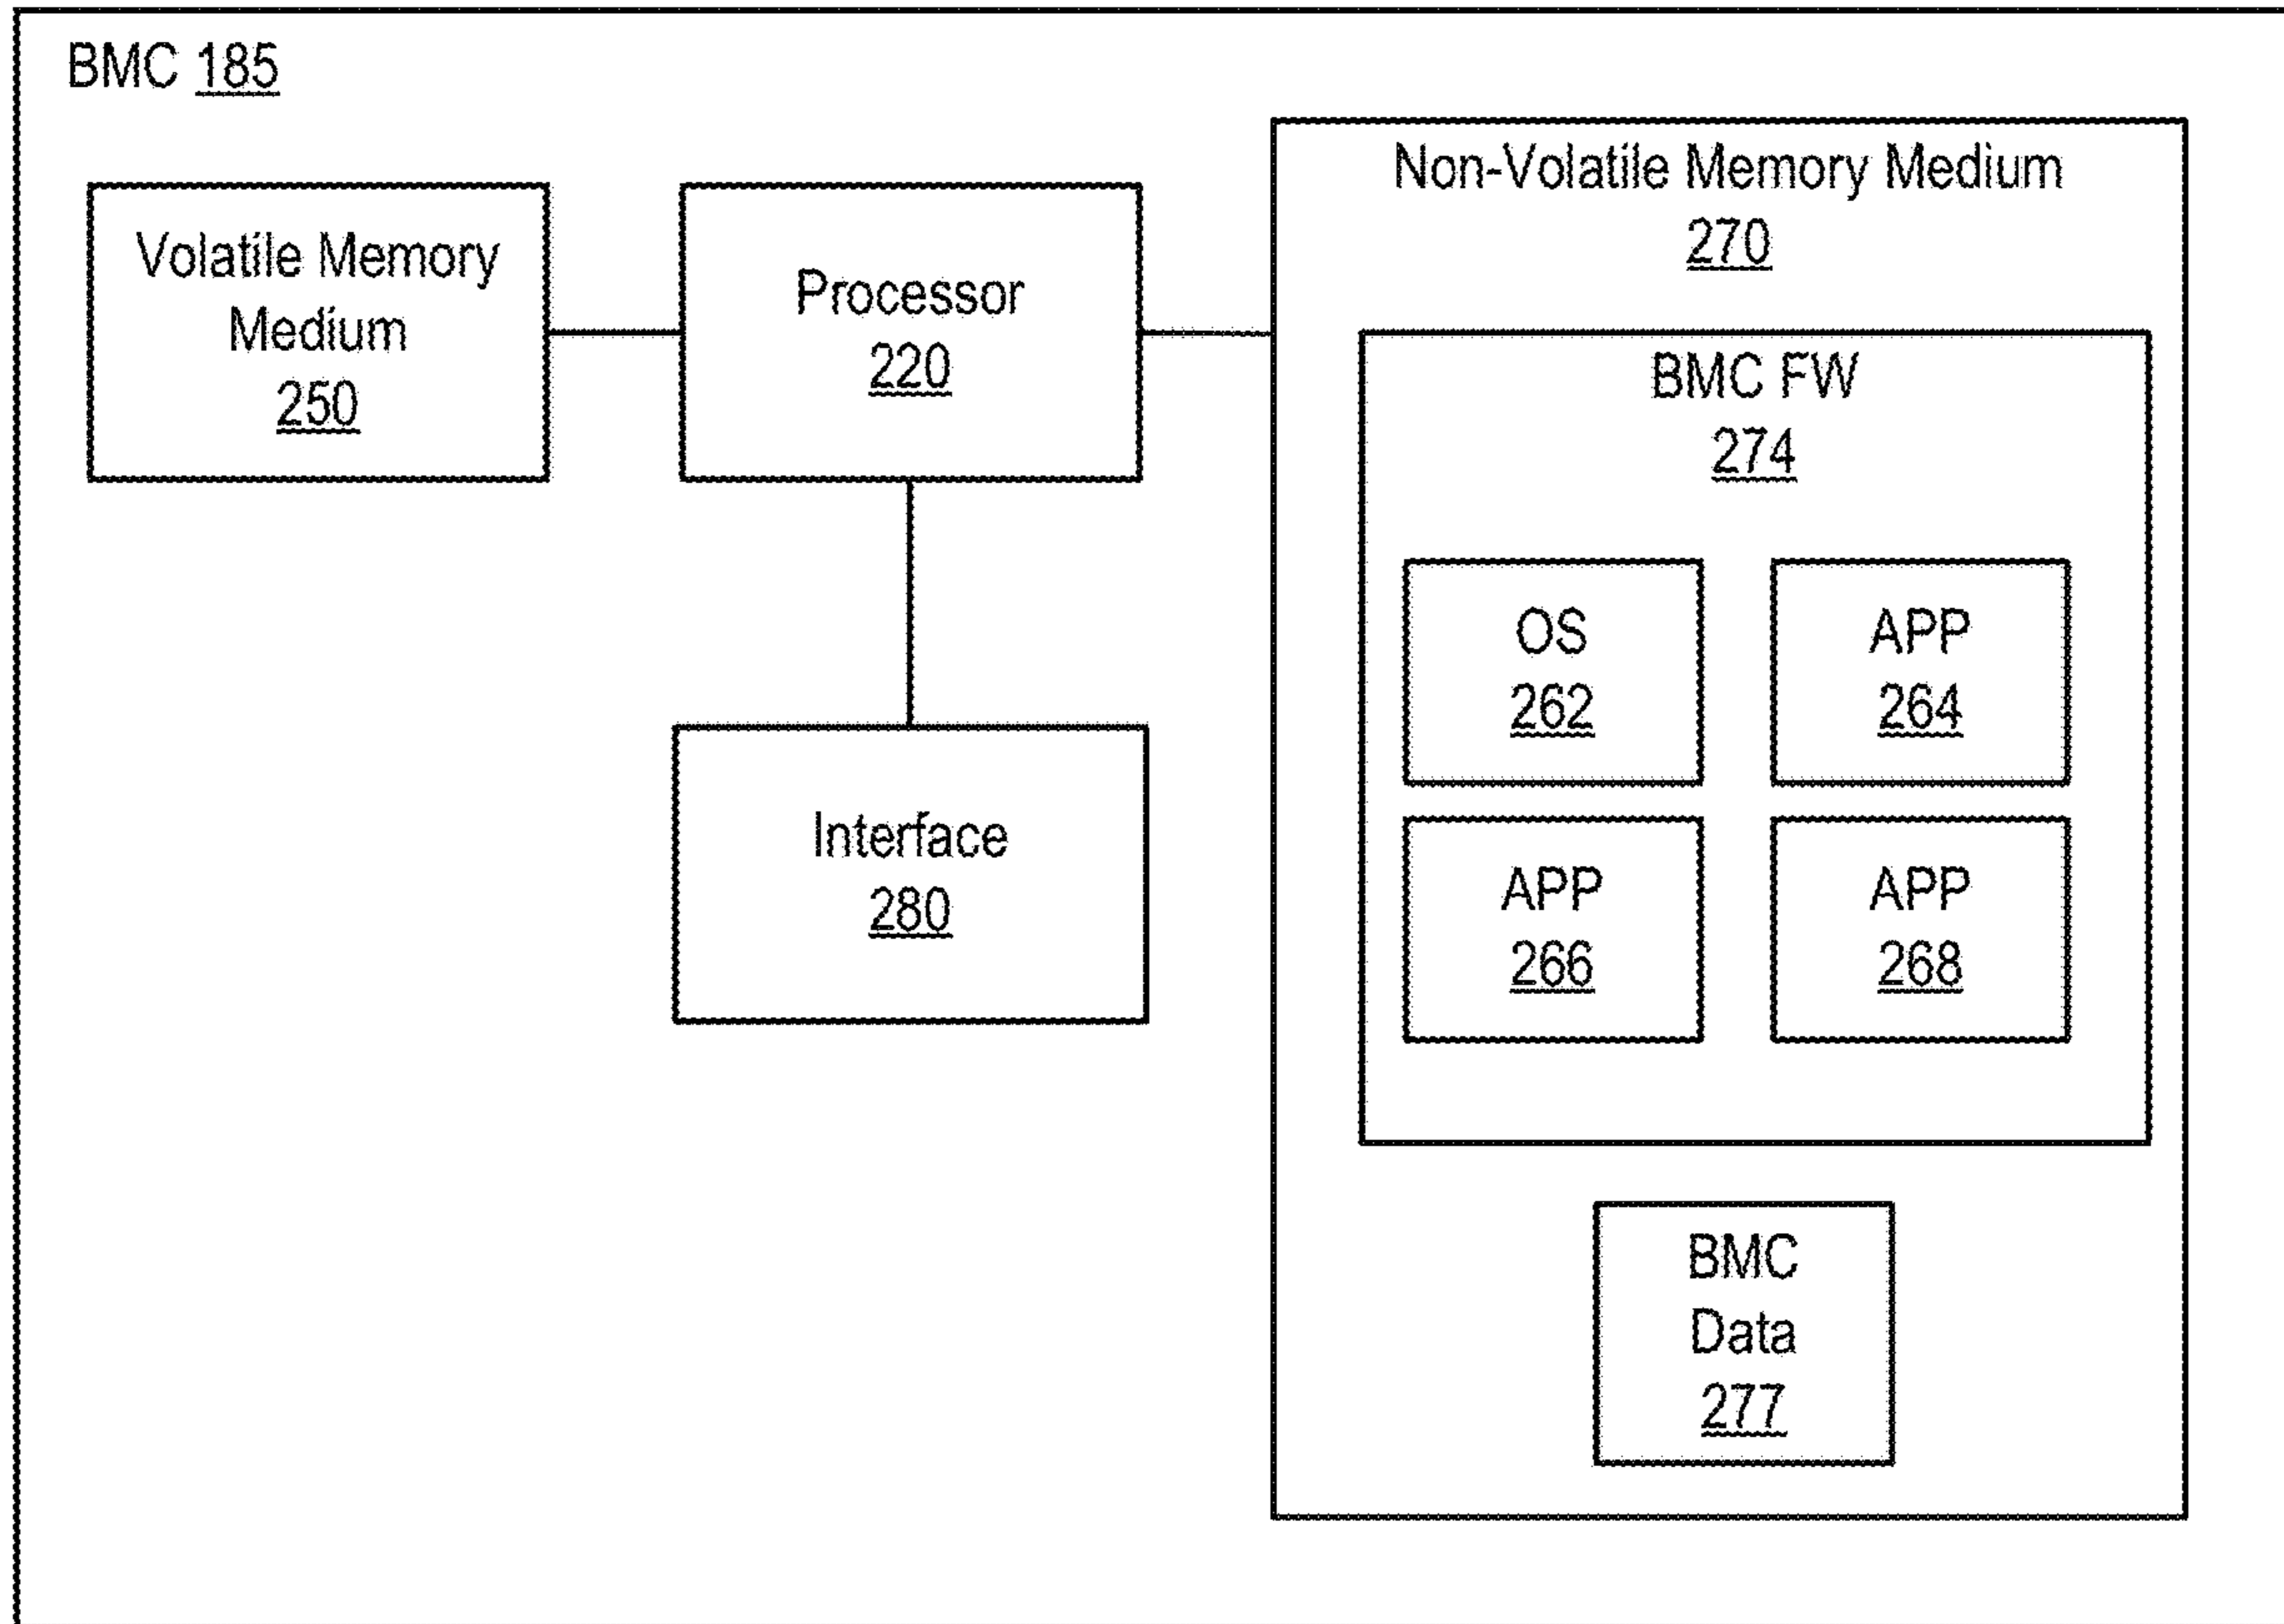 BMC 185
Volatile Memory
Medium
250
Processor
220
Interface
280
Non-Volatile Memory Medium
270
BMC FW
274
OS
262
APP
264
APP
266
APP
268
BMC
Data
277